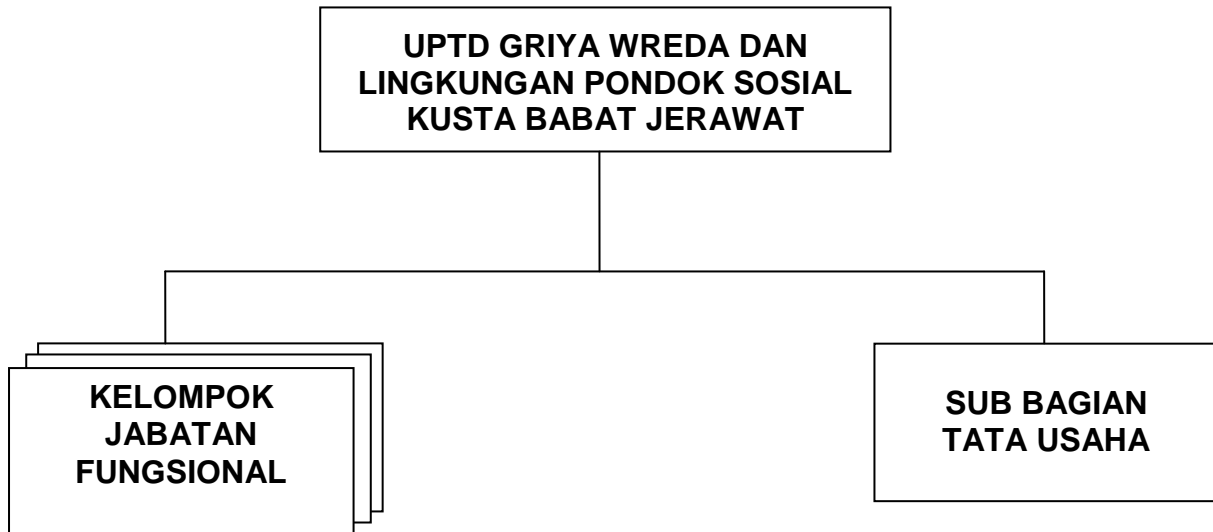 UPTD GRIYA WREDA DAN
LINGKUNGAN PONDOK SOSIAL
KUSTA BABAT JERAWAT
KELOMPOK
JABATAN
FUNGSIONAL
SUB BAGIAN
TATA USAHA